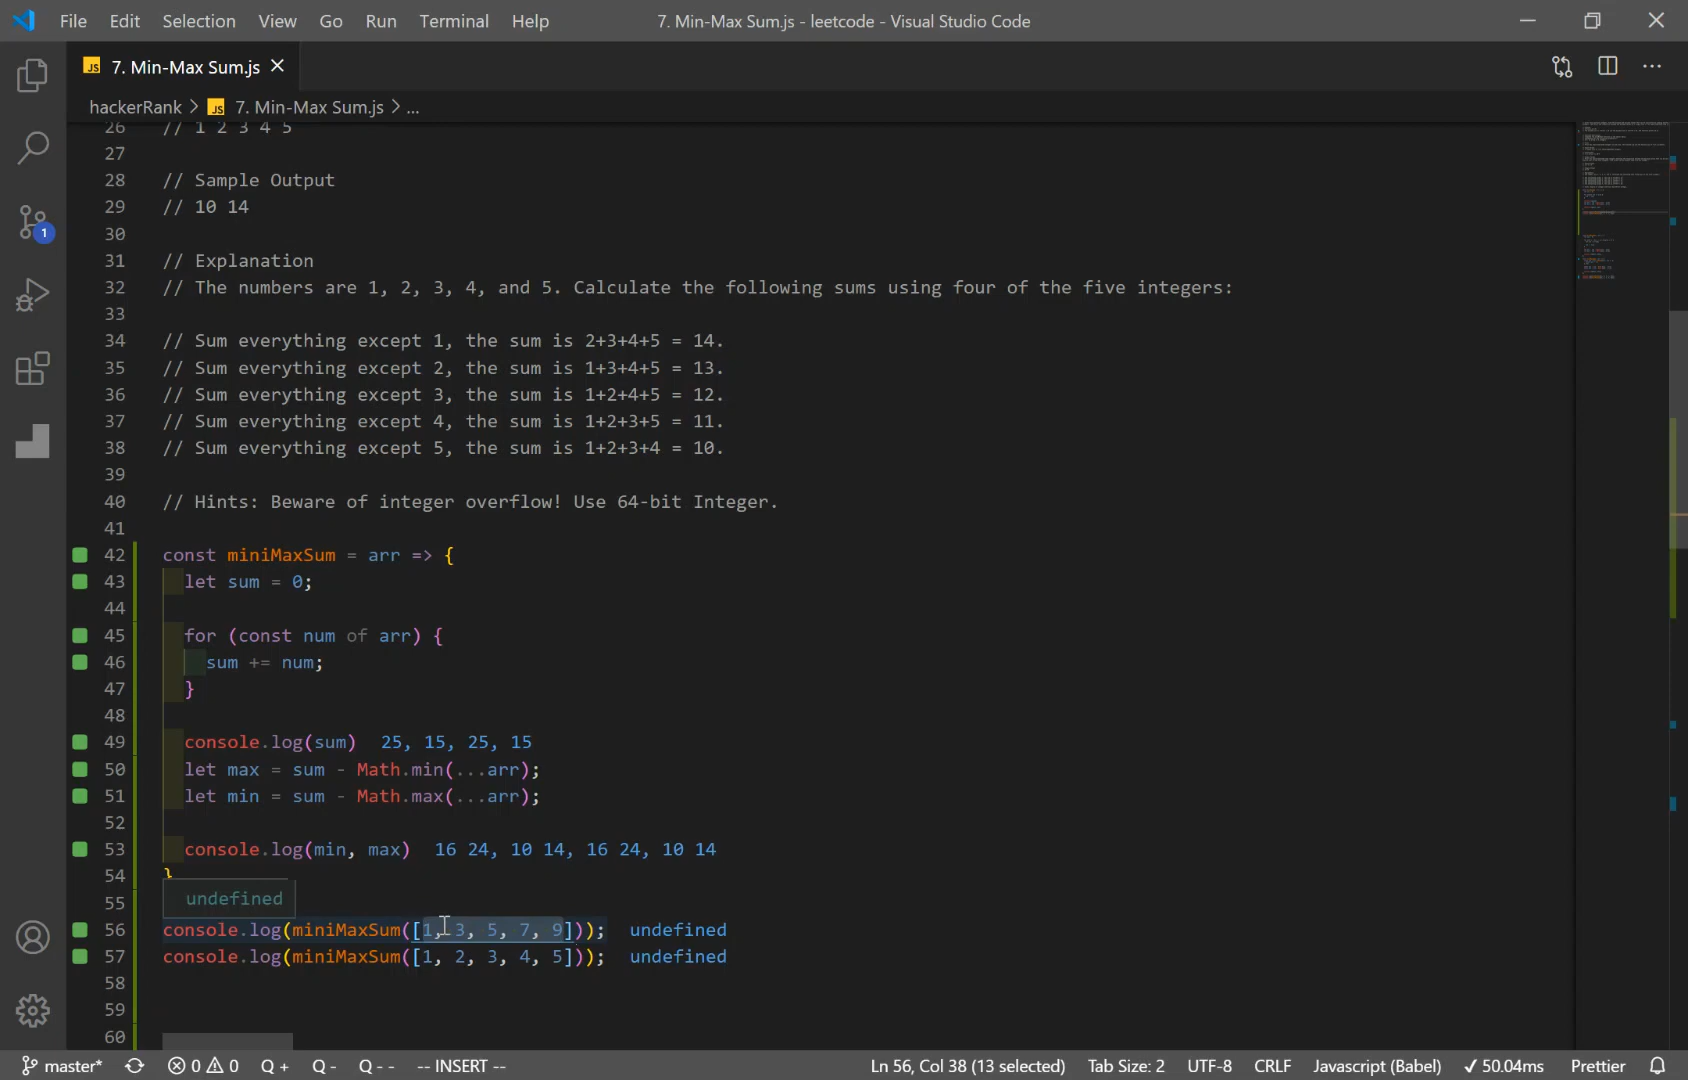 File Edit Selection View Go Run Terminal Help 7. Min-Max Sum.js - leetcode - Visual Studio Code
JS 7. Min-Max Sum.js
hackerRank > JS 7. Min-Max Sum.js > ...
26 // 1 2 3 4 5
27
28 // Sample Output
29 // 10 14
30
31 // Explanation
32 // The numbers are 1, 2, 3, 4, and 5. Calculate the following sums using four of the five integers:
33
34 // Sum everything except 1, the sum is 2+3+4+5 = 14.
35 // Sum everything except 2, the sum is 1+3+4+5 = 13.
36 // Sum everything except 3, the sum is 1+2+4+5 = 12.
37 // Sum everything except 4, the sum is 1+2+3+5 = 11.
38 // Sum everything except 5, the sum is 1+2+3+4 = 10.
39
40 // Hints: Beware of integer overflow! Use 64-bit Integer.
41
42 const miniMaxSum = arr => {
43 let sum = 0;
44
45 for (const num of arr) {
46 sum += num;
47 }
48
49 console.log(sum) 25, 15, 25, 15
50 let max = sum - Math.min(...arr);
51 let min = sum - Math.max(...arr);
52
53 console.log(min, max) 16 24, 10 14, 16 24, 10 14
54 }
55 undefined
56 console.log(miniMaxSum([1, 3, 5, 7, 9])); undefined
57 console.log(miniMaxSum([1, 2, 3, 4, 5])); undefined
58
59
60
1
master* 0 0 Q + Q - Q - - -- INSERT -- Ln 56, Col 38 (13 selected) Tab Size: 2 UTF-8 CRLF Javascript (Babel) ✓ 50.04ms Prettier